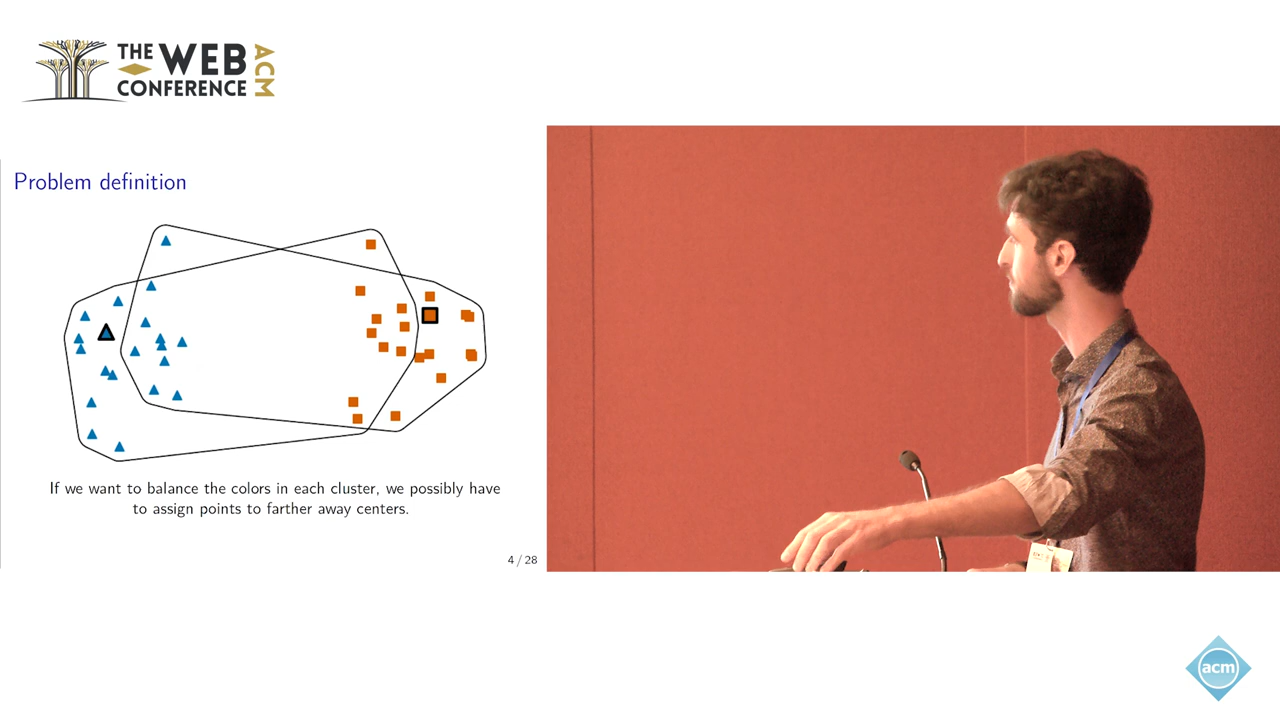 THE WEB
CONFERENCE
ACM
Problem definition
If we want to balance the colors in each cluster, we possibly have
to assign points to farther away centers.
4 / 28
acm